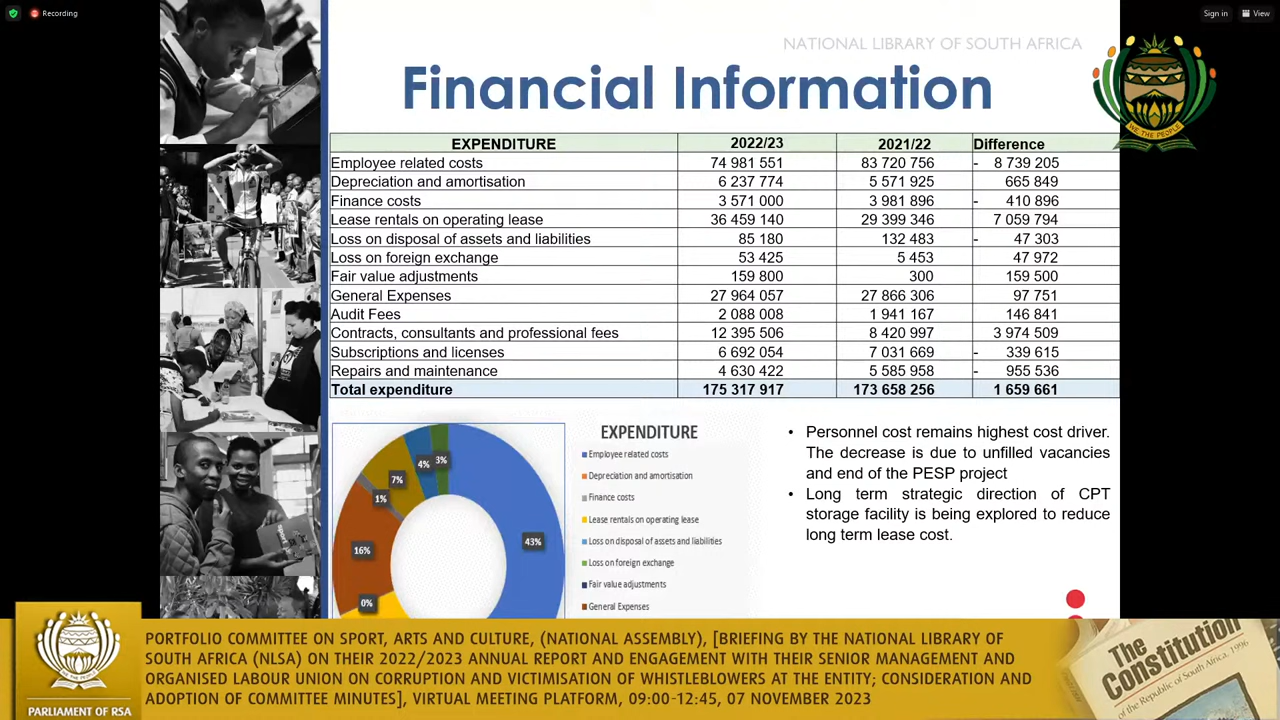 Recording
Sign in
View
NATIONAL LIBRARY OF SOUTH AFRICA
Financial Information
WE, THE PEOPLE
EXPENDITURE 2022/23 2021/22 Difference
Employee related costs 74 981 551 83 720 756 - 8 739 205
Depreciation and amortisation 6 237 774 5 571 925 665 849
Finance costs 3 571 000 3 981 896 - 410 896
Lease rentals on operating lease 36 459 140 29 399 346 7 059 794
Loss on disposal of assets and liabilities 85 180 132 483 - 47 303
Loss on foreign exchange 53 425 5 453 47 972
Fair value adjustments 159 800 300 159 500
General Expenses 27 964 057 27 866 306 97 751
Audit Fees 2 088 008 1 941 167 146 841
Contracts, consultants and professional fees 12 395 506 8 420 997 3 974 509
Subscriptions and licenses 6 692 054 7 031 669 - 339 615
Repairs and maintenance 4 630 422 5 585 958 - 955 536
Total expenditure 175 317 917 173 658 256 1 659 661
EXPENDITURE
43%
0%
16%
1%
7%
4%
3%
Employee related costs
Depreciation and amortisation
Finance costs
Lease rentals on operating lease
Loss on disposal of assets and liabilities
Loss on foreign exchange
Fair value adjustments
General Expenses
• Personnel cost remains highest cost driver.
The decrease is due to unfilled vacancies
and end of the PESP project
• Long term strategic direction of CPT
storage facility is being explored to reduce
long term lease cost.
PARLIAMENT OF RSA
PORTFOLIO COMMITTEE ON SPORT, ARTS AND CULTURE, (NATIONAL ASSEMBLY), [BRIEFING BY THE NATIONAL LIBRARY OF
SOUTH AFRICA (NLSA) ON THEIR 2022/2023 ANNUAL REPORT AND ENGAGEMENT WITH THEIR SENIOR MANAGEMENT AND
ORGANISED LABOUR UNION ON CORRUPTION AND VICTIMISATION OF WHISTLEBLOWERS AT THE ENTITY; CONSIDERATION AND
ADOPTION OF COMMITTEE MINUTES], VIRTUAL MEETING PLATFORM, 09:00-12:45, 07 NOVEMBER 2023
The
Constitution
of the Republic of South Africa, 1996